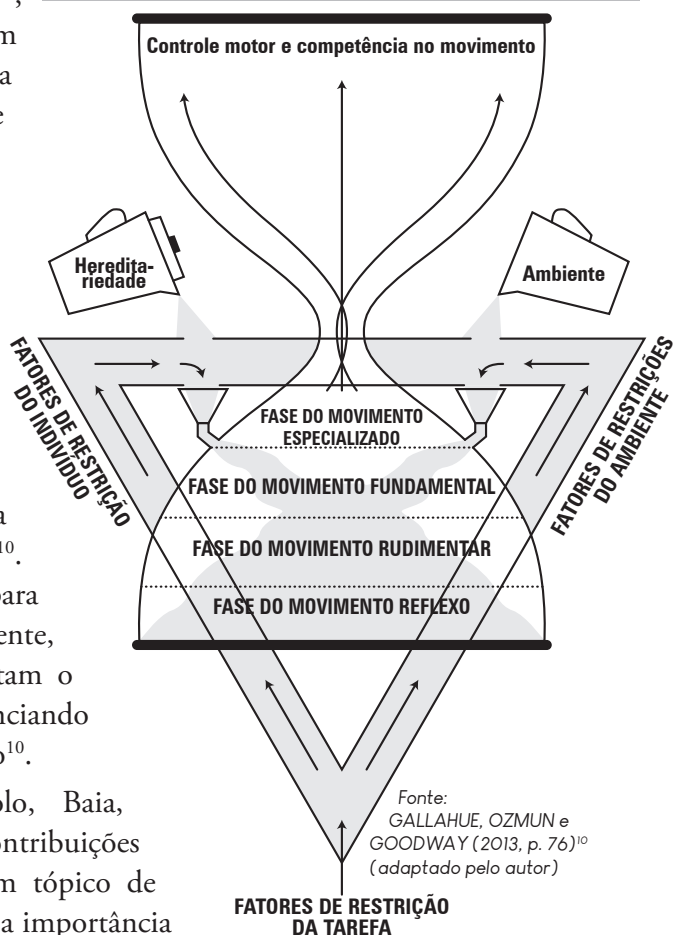 Controle motor e competência no movimento
Heredita-
riedade
Ambiente
FATORES DE RESTRIÇÃO
DO INDIVÍDUO
FATORES DE RESTRIÇÕES
DO AMBIENTE
FASE DO MOVIMENTO
ESPECIALIZADO
FASE DO MOVIMENTO FUNDAMENTAL
FASE DO MOVIMENTO RUDIMENTAR
FASE DO MOVIMENTO REFLEXO
a
10.
para
ente,
tam o
nciando
o10.
olo, Baia,
ontribuições
m tópico de
a importância
Fonte:
GALLAHUE, OZMUN e
GOODWAY (2013, p. 76)10
(adaptado pelo autor)
FATORES DE RESTRIÇÃO
DA TAREFA